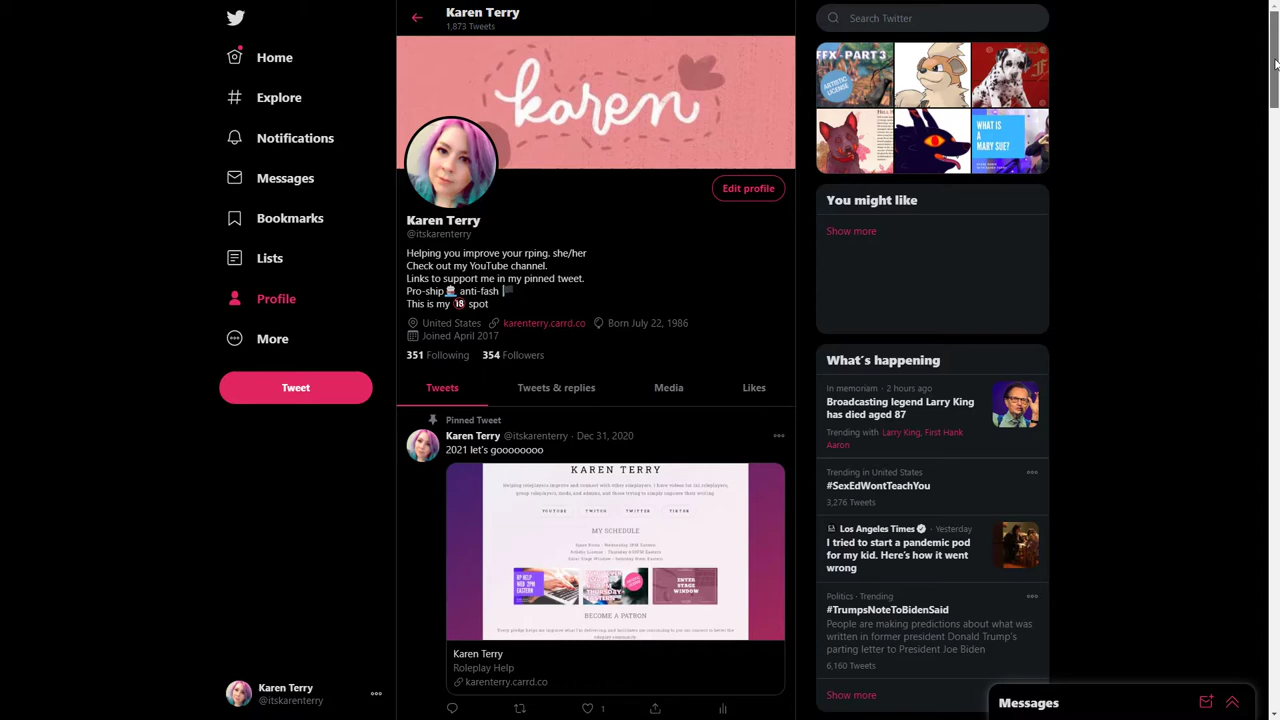 Home
Explore
Notifications
Messages
Bookmarks
Lists
Profile
More
Tweet
Karen Terry
@itskarenterry
Karen Terry
1,873 Tweets
karen
Edit profile
Karen Terry
@itskarenterry
Helping you improve your rping. she/her
Check out my YouTube channel.
Links to support me in my pinned tweet.
Pro-ship🚢 anti-fash 🏴
This is my 🔞 spot
United States karenterry.carrd.co Born July 22, 1986
Joined April 2017
351 Following 354 Followers
Tweets Tweets & replies Media Likes
Pinned Tweet
Karen Terry @itskarenterry · Dec 31, 2020
2021 let's goooooooo
KAREN TERRY
YOUTUBE TWITCH TWITTER TIKTOK
MY SCHEDULE
RP HELP
WED 2PM
EASTERN
ENTER
STAGE
WINDOW
BECOME A PATRON
Karen Terry
Roleplay Help
karenterry.carrd.co
1
Search Twitter
FFX - PART 3
ARTISTIC
LICENSE
WHAT IS
A
MARY SUE?
You might like
Show more
What's happening
In memoriam · 2 hours ago
Broadcasting legend Larry King
has died aged 87
Trending with Larry King, First Hank
Aaron
Trending in United States
#SexEdWontTeachYou
3,276 Tweets
Los Angeles Times · Yesterday
I tried to start a pandemic pod
for my kid. Here's how it went
wrong
Politics · Trending
#TrumpsNoteToBidenSaid
People are making predictions about what was
written in former president Donald Trump's
parting letter to President Joe Biden
6,160 Tweets
Show more
Messages